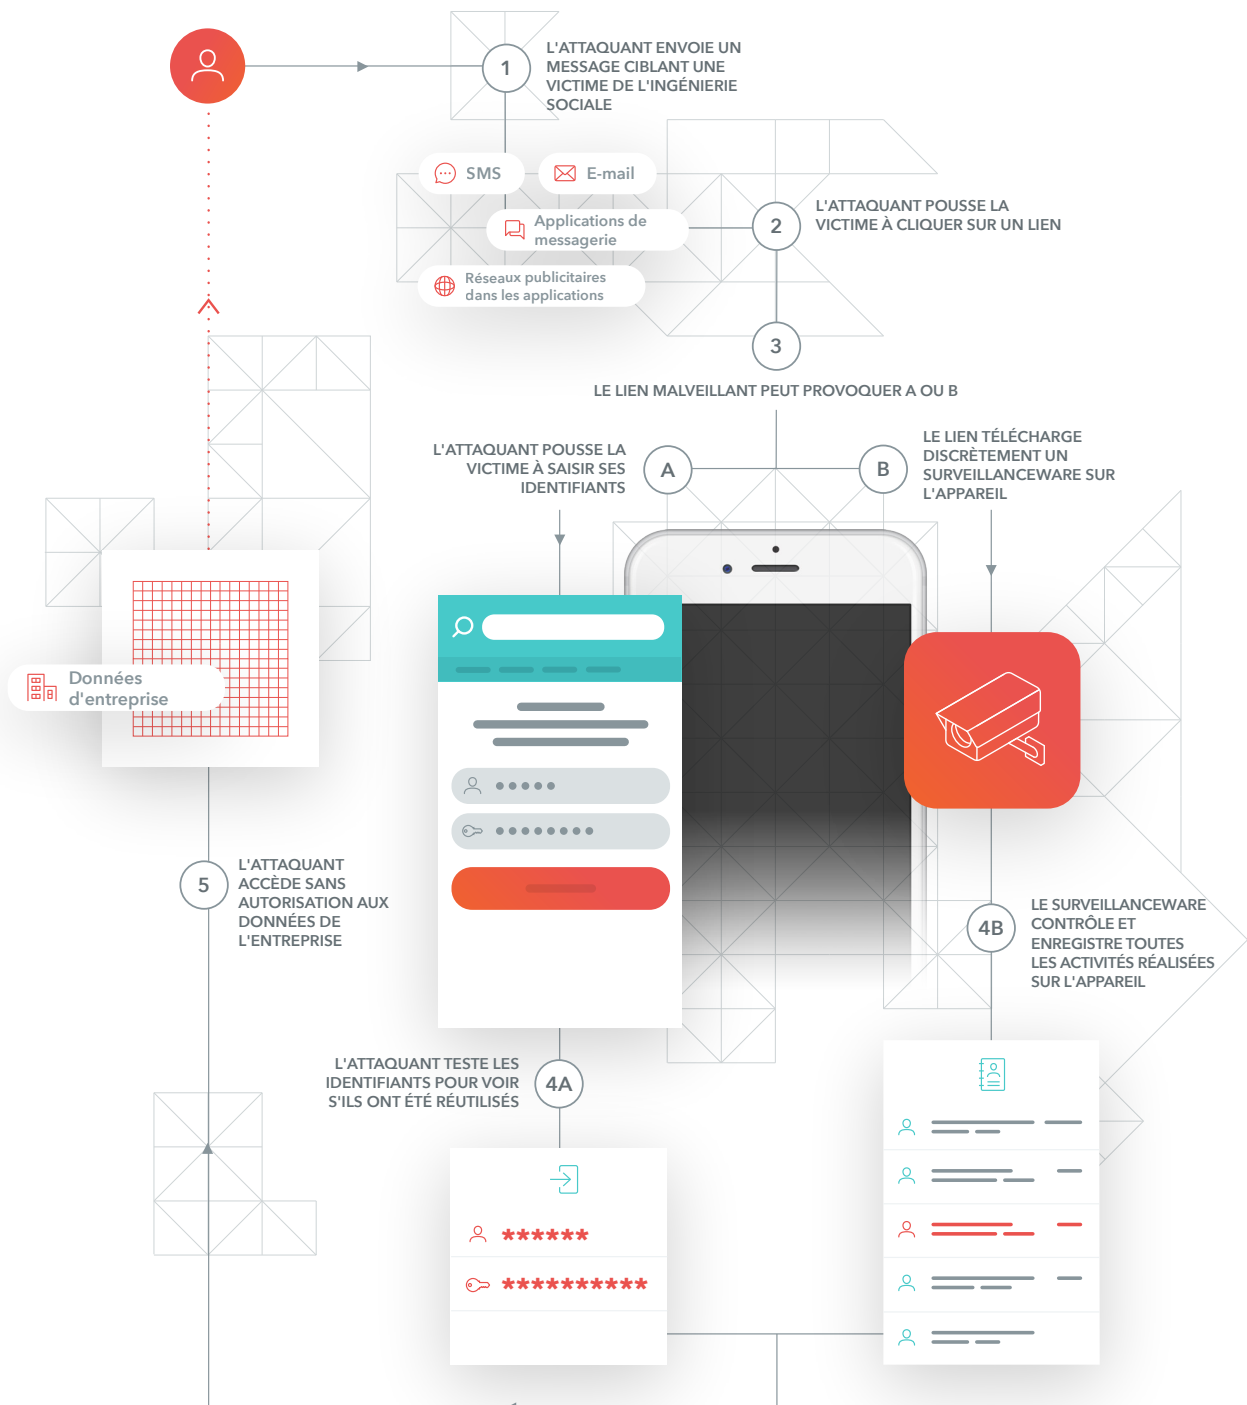 1
L'ATTAQUANT ENVOIE UN
MESSAGE CIBLANT UNE
VICTIME DE L'INGÉNIERIE
SOCIALE
SMS
E-mail
Applications de
messagerie
Réseaux publicitaires
dans les applications
2
L'ATTAQUANT POUSSE LA
VICTIME À CLIQUER SUR UN LIEN
3
LE LIEN MALVEILLANT PEUT PROVOQUER A OU B
L'ATTAQUANT POUSSE LA
VICTIME À SAISIR SES
IDENTIFIANTS
A
B
LE LIEN TÉLÉCHARGE
DISCRÈTEMENT UN
SURVEILLANCEWARE SUR
L'APPAREIL
Données
d'entreprise
5
L'ATTAQUANT
ACCÈDE SANS
AUTORISATION AUX
DONNÉES DE
L'ENTREPRISE
4B
LE SURVEILLANCEWARE
CONTRÔLE ET
ENREGISTRE TOUTES
LES ACTIVITÉS RÉALISÉES
SUR L'APPAREIL
L'ATTAQUANT TESTE LES
IDENTIFIANTS POUR VOIR
S'ILS ONT ÉTÉ RÉUTILISÉS
4A
******
**********